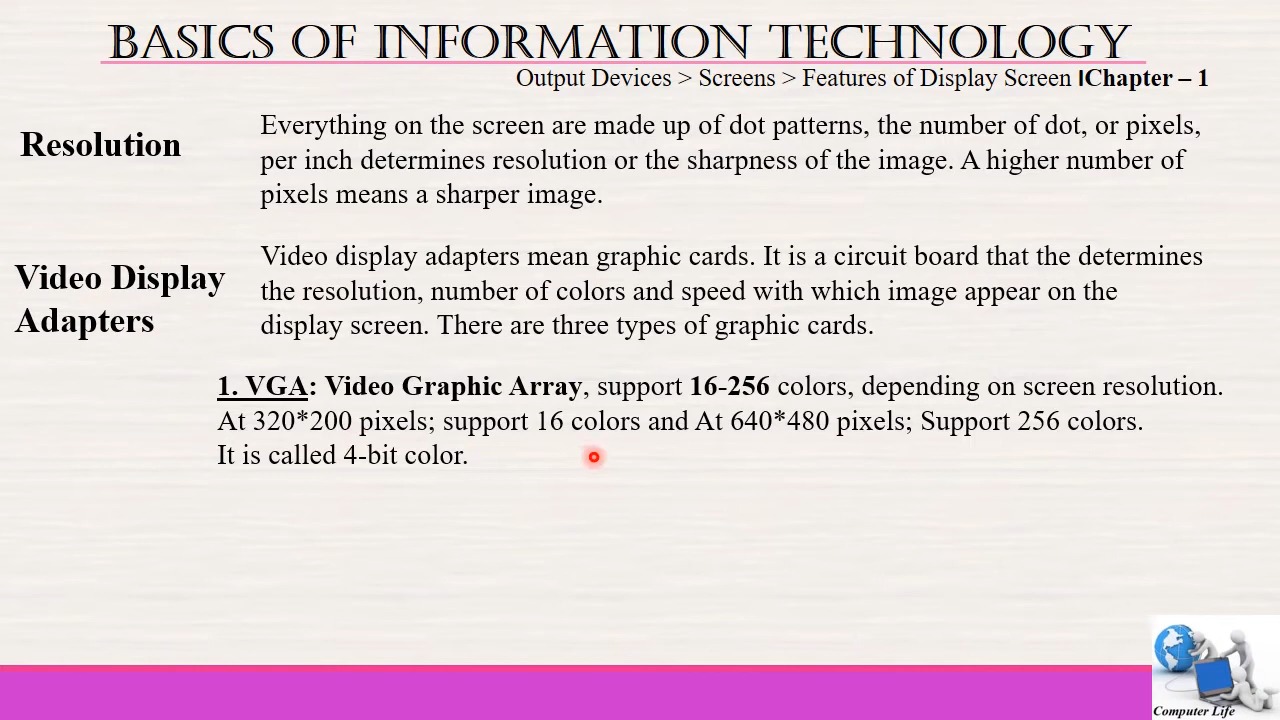 BASICS OF INFORMATION TECHNOLOGY
Output Devices > Screens > Features of Display Screen ǀChapter – 1
Resolution
Everything on the screen are made up of dot patterns, the number of dot, or pixels,
per inch determines resolution or the sharpness of the image. A higher number of
pixels means a sharper image.
Video Display
Adapters
Video display adapters mean graphic cards. It is a circuit board that the determines
the resolution, number of colors and speed with which image appear on the
display screen. There are three types of graphic cards.
1. VGA: Video Graphic Array, support 16-256 colors, depending on screen resolution.
At 320*200 pixels; support 16 colors and At 640*480 pixels; Support 256 colors.
It is called 4-bit color.
Computer Life